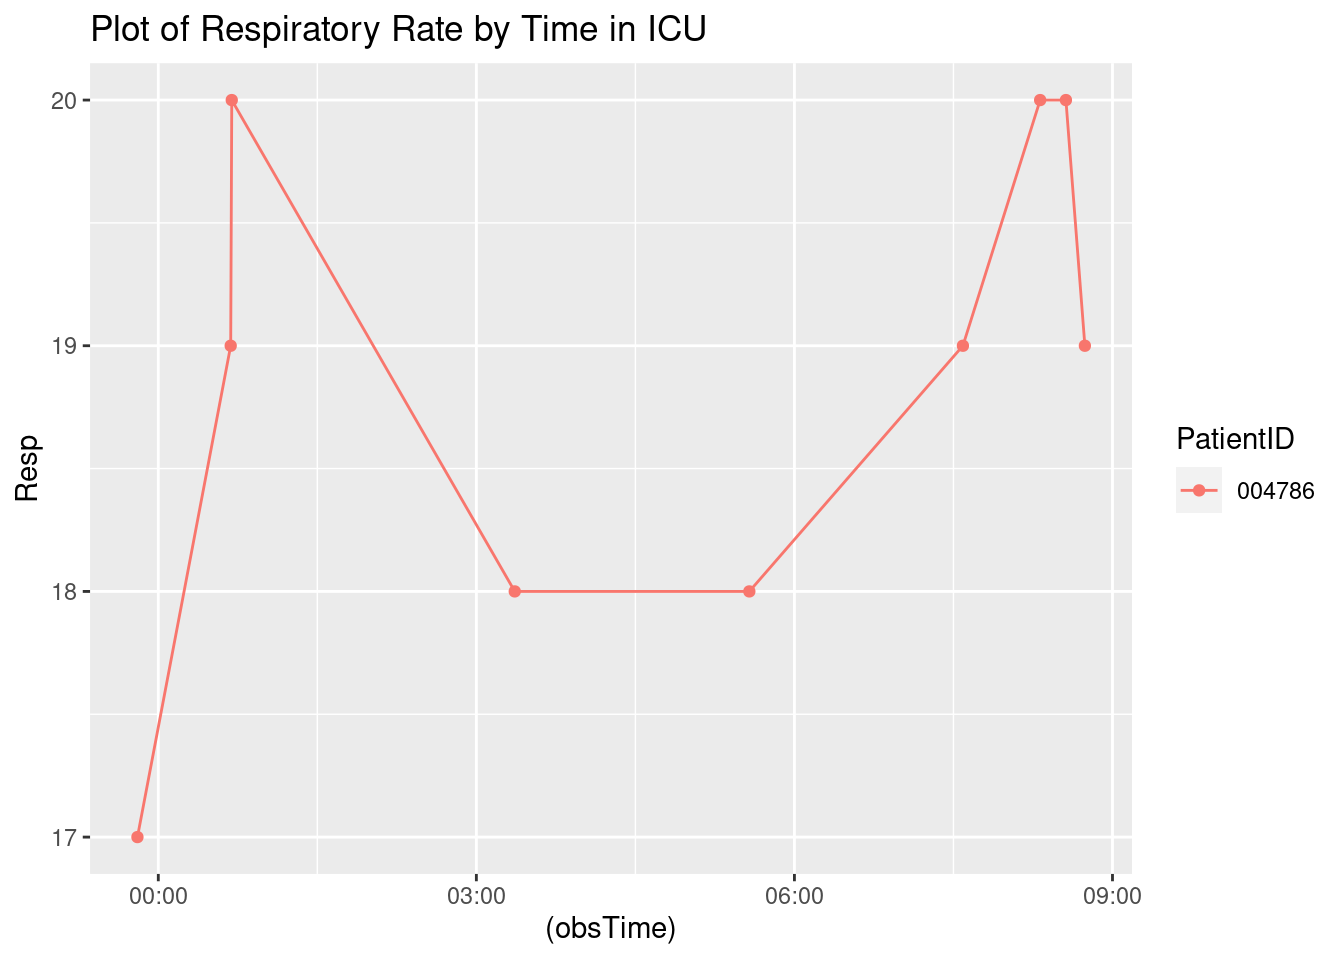 Plot of Respiratory Rate by Time in ICU
20
19
18
17
Resp
00:00 03:00 06:00 09:00
(obsTime)
PatientID
004786